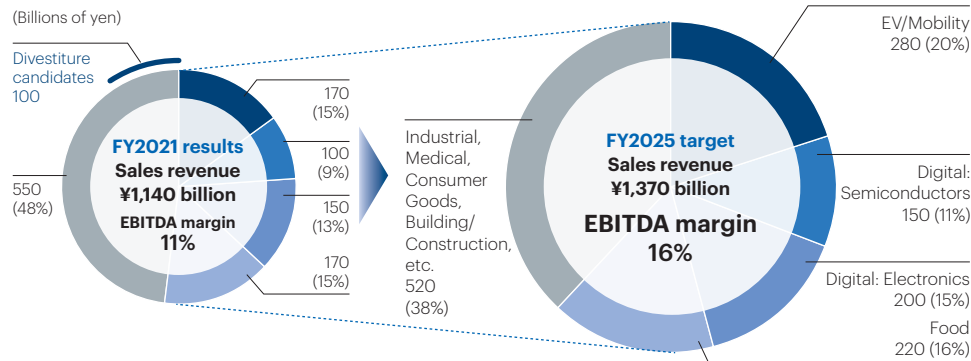 (Billions of yen)
Divestiture
candidates
100
550
(48%)
FY2021 results
Sales revenue
¥1,140 billion
EBITDA margin
11%
170
(15%)
100
(9%)
150
(13%)
170
(15%)
Industrial,
Medical,
Consumer
Goods,
Building/
Construction,
etc.
520
(38%)
FY2025 target
Sales revenue
¥1,370 billion
EBITDA margin
16%
EV/Mobility
280 (20%)
Digital:
Semiconductors
150 (11%)
Digital: Electronics
200 (15%)
Food
220 (16%)